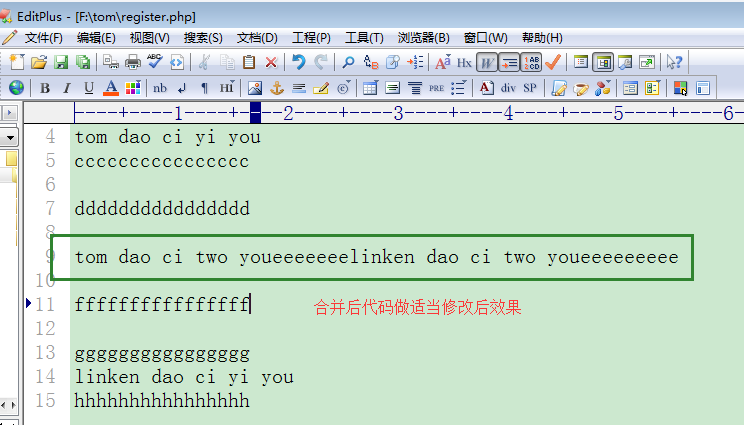 EditPlus - [F:\tom\register.php]
文件(F) 编辑(E) 视图(V) 搜索(S) 文档(D) 工程(P) 工具(T) 浏览器(B) 窗口(W) 帮助(H)
B I U A nb ¶ HI A div SP
----+----1----+----2----+----3----+----4----+----5----+----6-
4 tom dao ci yi you
5 cccccccccccccccc
6
7 dddddddddddddddd
8
9 tom dao ci two youeeeeeeelinken dao ci two youeeeeeeeee
10
11 ffffffffffffffff 合并后代码做适当修改后效果
12
13 gggggggggggggggg
14 linken dao ci yi you
15 hhhhhhhhhhhhhhhh